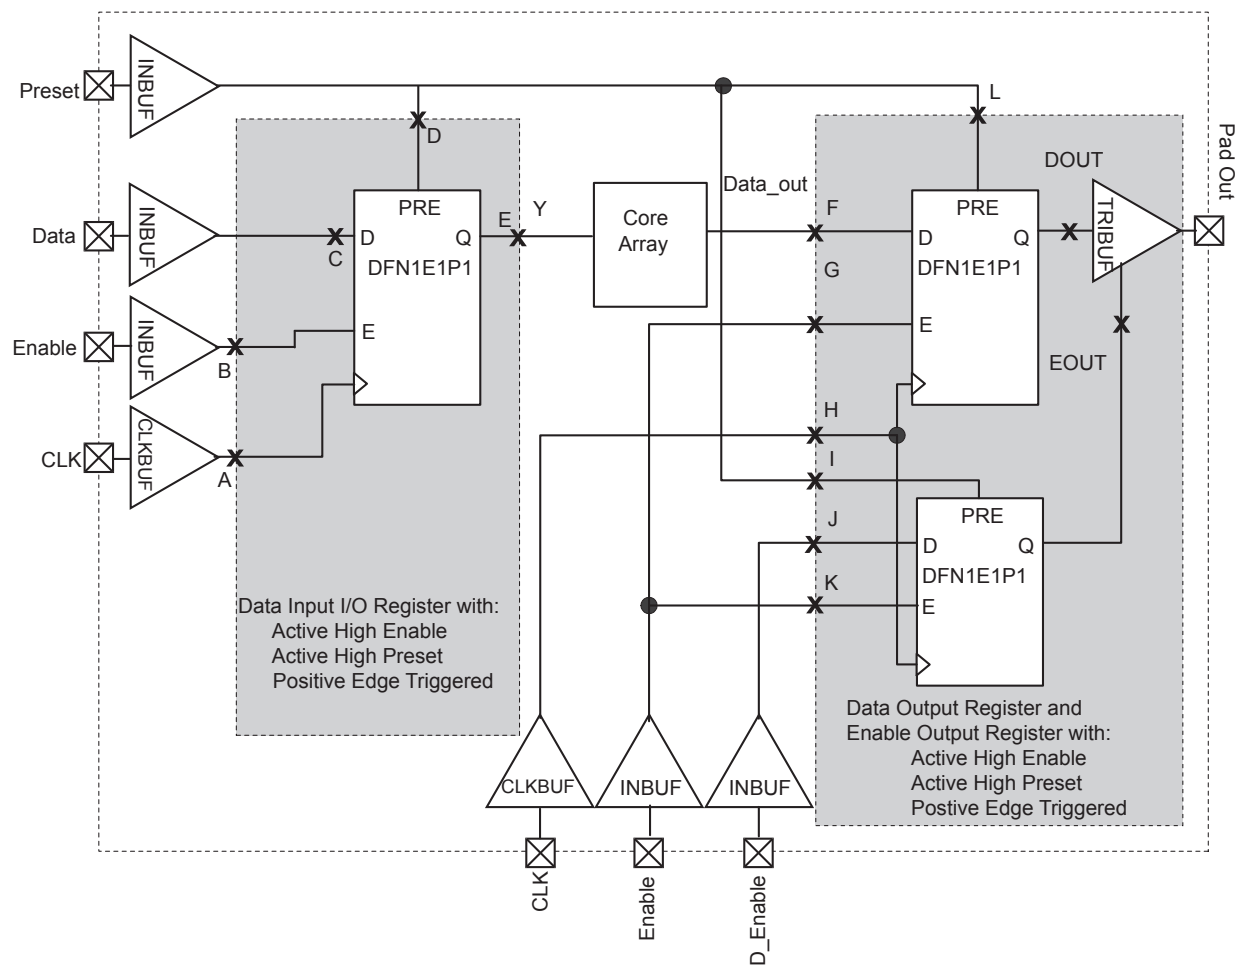 Preset
INBUF
D
L
Pad Out
DOUT
Data
INBUF
C
PRE
D
Q
DFN1E1P1
E
E
Y
Core
Array
Data_out
F
G
PRE
D
Q
DFN1E1P1
E
TRIBUF
EOUT
Enable
INBUF
B
CLK
CLKBUF
A
H
I
J
K
PRE
D
Q
DFN1E1P1
E
Data Input I/O Register with:
Active High Enable
Active High Preset
Positive Edge Triggered
Data Output Register and
Enable Output Register with:
Active High Enable
Active High Preset
Postive Edge Triggered
CLKBUF
INBUF
INBUF
CLK
Enable
D_Enable